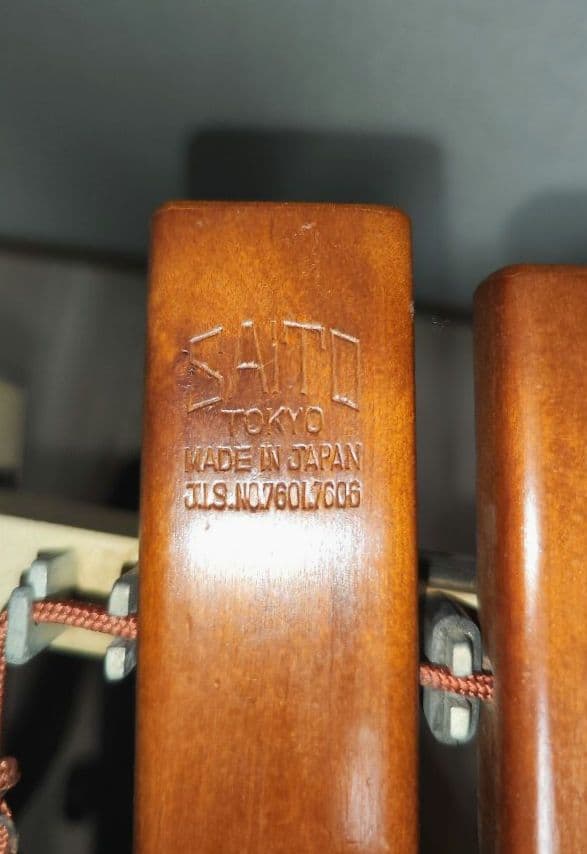 SAITO
TOKYO
MADE IN JAPAN
J.I.S.NO.7601.7606